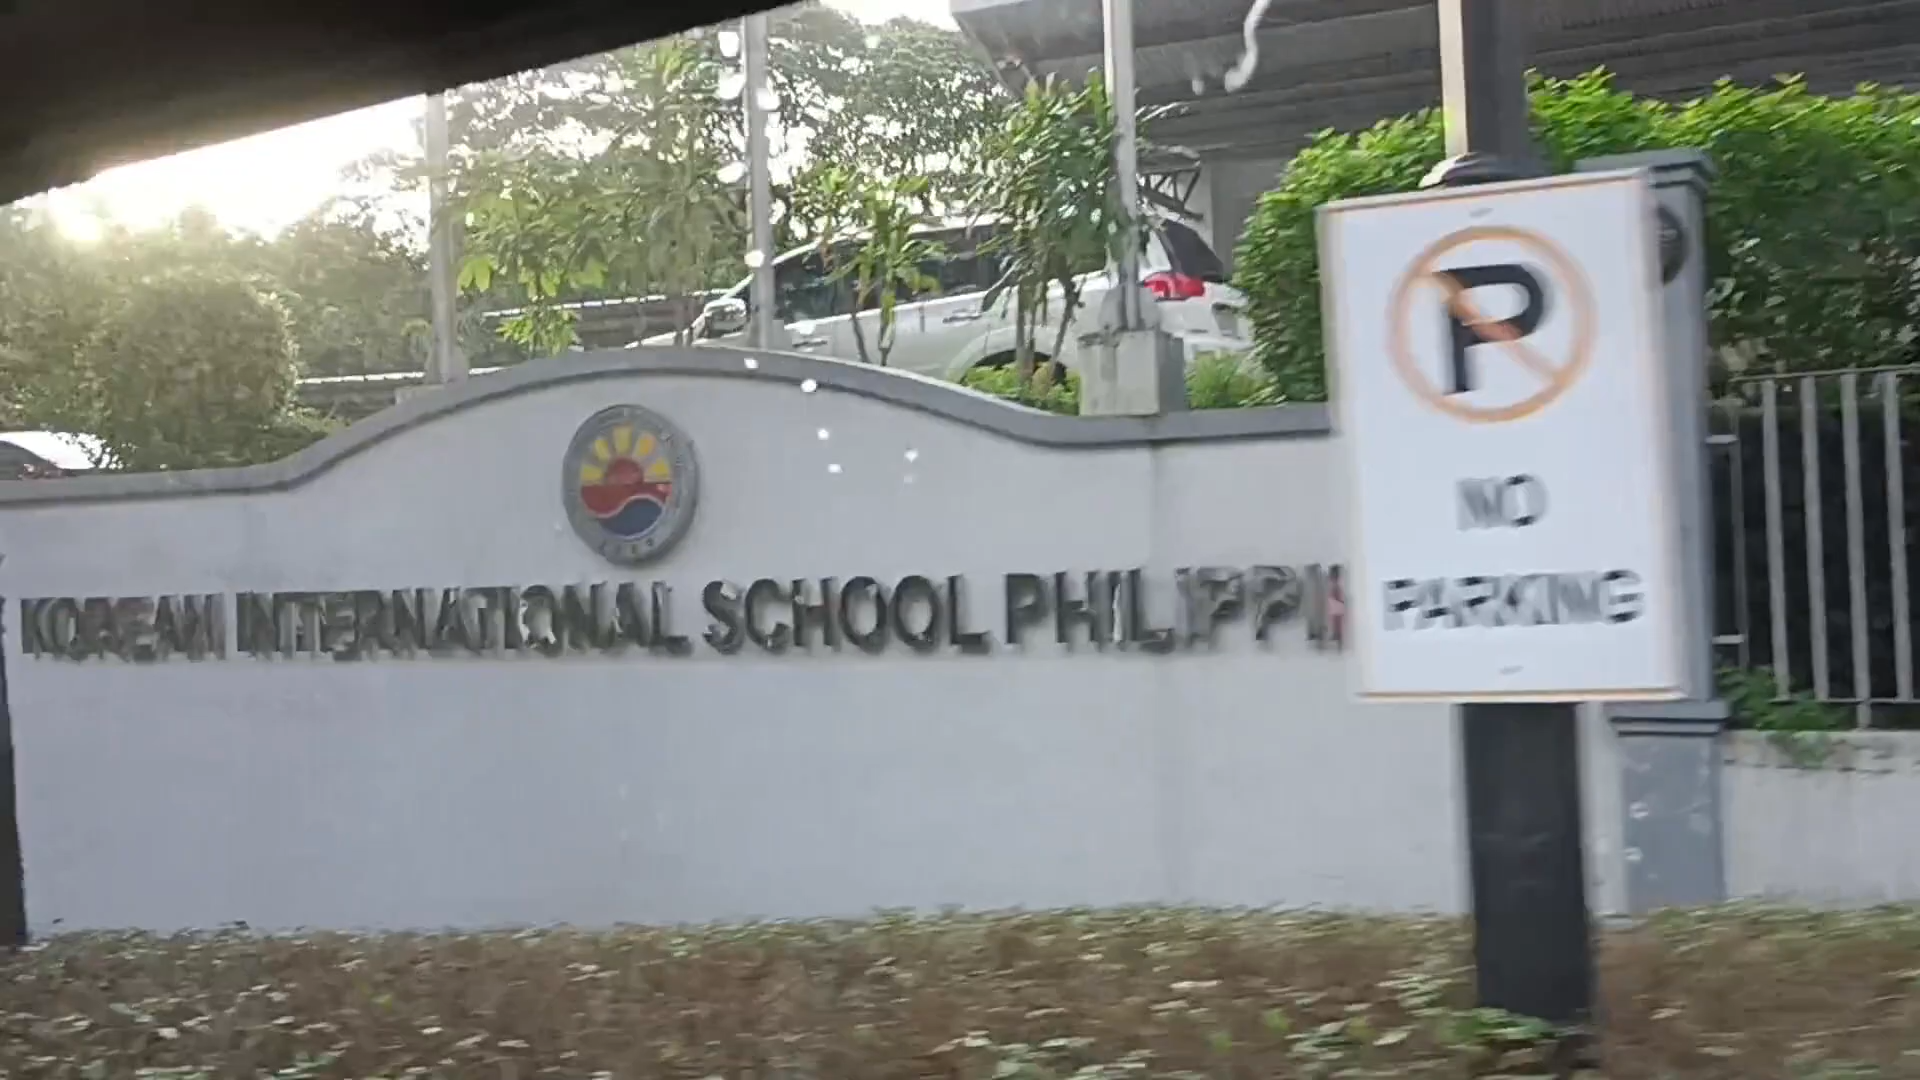 KOREAN INTERNATIONAL SCHOOL PHILIPPI
P
NO
PARKING